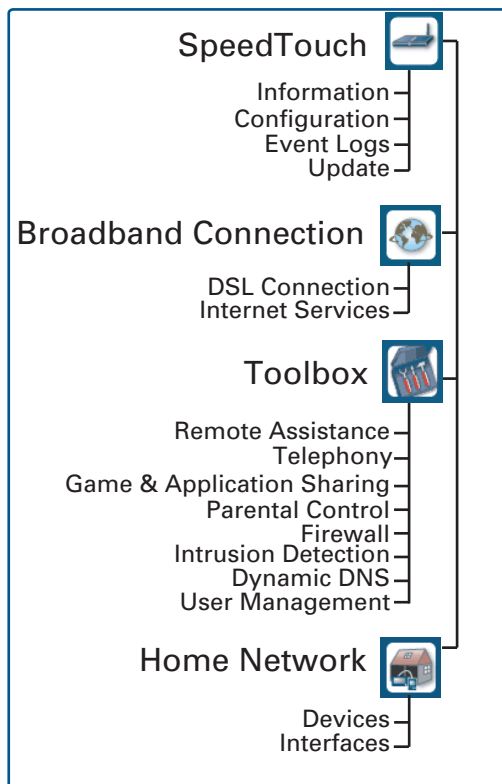 SpeedTouch
Information
Configuration
Event Logs
Update
Broadband Connection
DSL Connection
Internet Services
Toolbox
Remote Assistance
Telephony
Game & Application Sharing
Parental Control
Firewall
Intrusion Detection
Dynamic DNS
User Management
Home Network
Devices
Interfaces